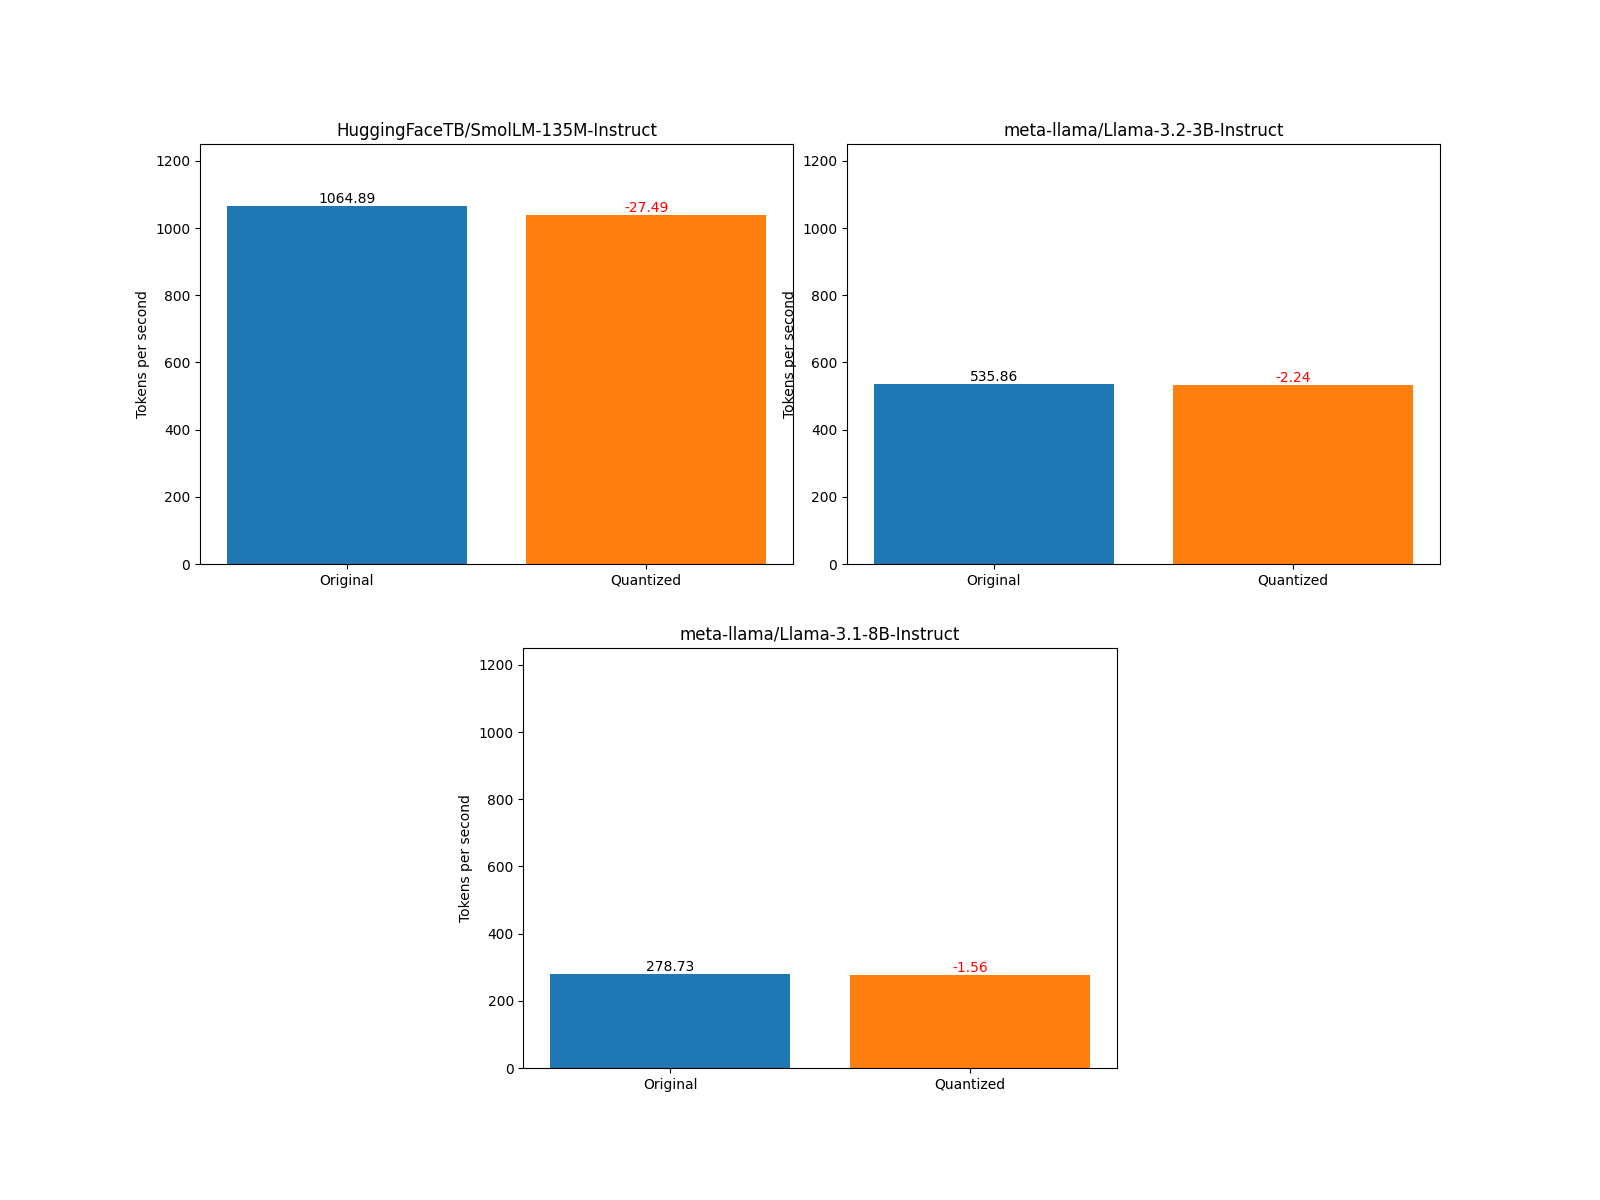 HuggingFaceTB/SmolLM-135M-Instruct
Tokens per second
1200
1000
800
600
400
200
0
1064.89
-27.49
Original
Quantized
meta-llama/Llama-3.2-3B-Instruct
Tokens per second
1200
1000
800
600
400
200
0
535.86
-2.24
Original
Quantized
meta-llama/Llama-3.1-8B-Instruct
Tokens per second
1200
1000
800
600
400
200
0
278.73
-1.56
Original
Quantized